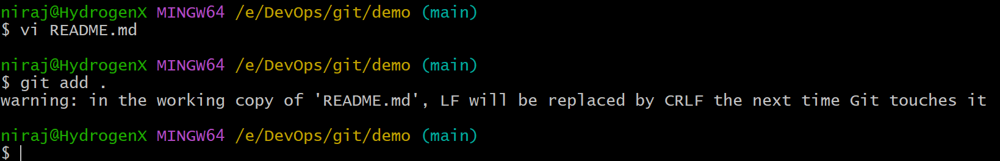 niraj@HydrogenX MINGW64 /e/DevOps/git/demo (main)
$ vi README.md
niraj@HydrogenX MINGW64 /e/DevOps/git/demo (main)
$ git add .
warning: in the working copy of 'README.md', LF will be replaced by CRLF the next time Git touches it
niraj@HydrogenX MINGW64 /e/DevOps/git/demo (main)
$